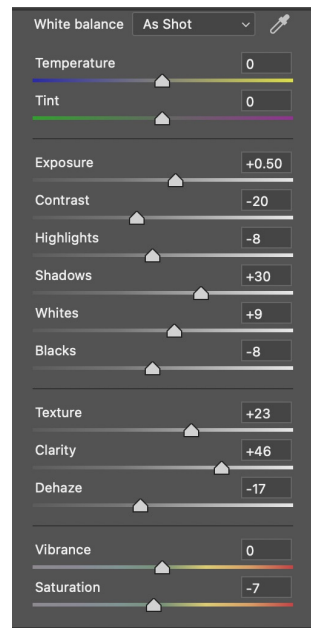 White balance As Shot
Temperature 0
Tint 0
Exposure +0.50
Contrast -20
Highlights -8
Shadows +30
Whites +9
Blacks -8
Texture +23
Clarity +46
Dehaze -17
Vibrance 0
Saturation -7